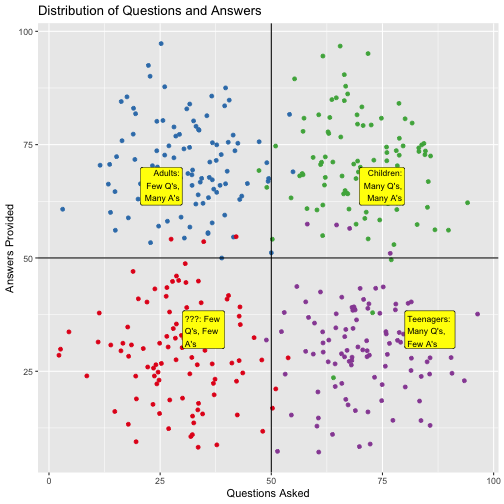 Distribution of Questions and Answers
100
75
50
25
Answers Provided
Adults:
Few Q's,
Many A's
Children:
Many Q's,
Many A's
???: Few
Q's, Few
A's
Teenagers:
Many Q's,
Few A's
0
25
50
75
100
Questions Asked